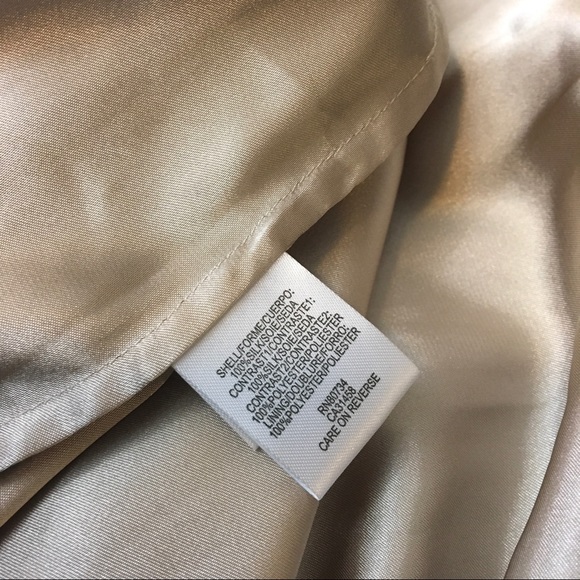 SHELL/FORME/CUERPO:
100%SILK/SOIE/SEDA
CONTRAST1/CONTRASTE1:
100%SILK/SOIE/SEDA
CONTRAST2/CONTRASTE2:
100%POLYESTER/POLIESTER
LINING/DOUBLURE/FORRO:
100%POLYESTER/POLIESTER
RN80734
CA31458
CARE ON REVERSE